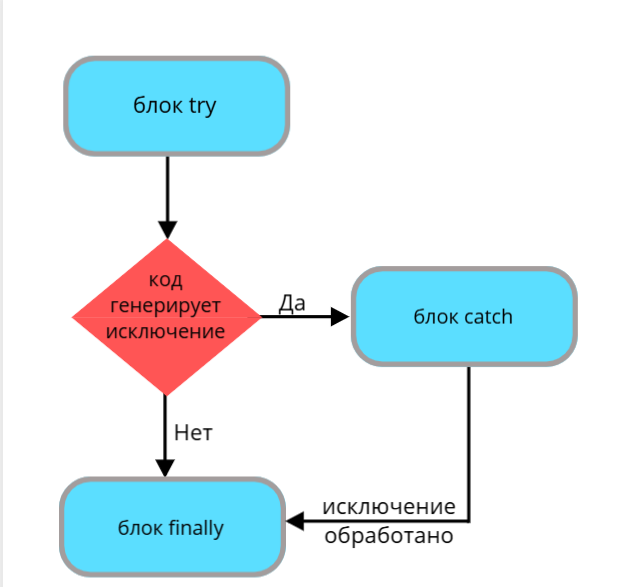 блок try
код
генерирует
исключение
Да
блок catch
Нет
исключение
обработано
блок finally